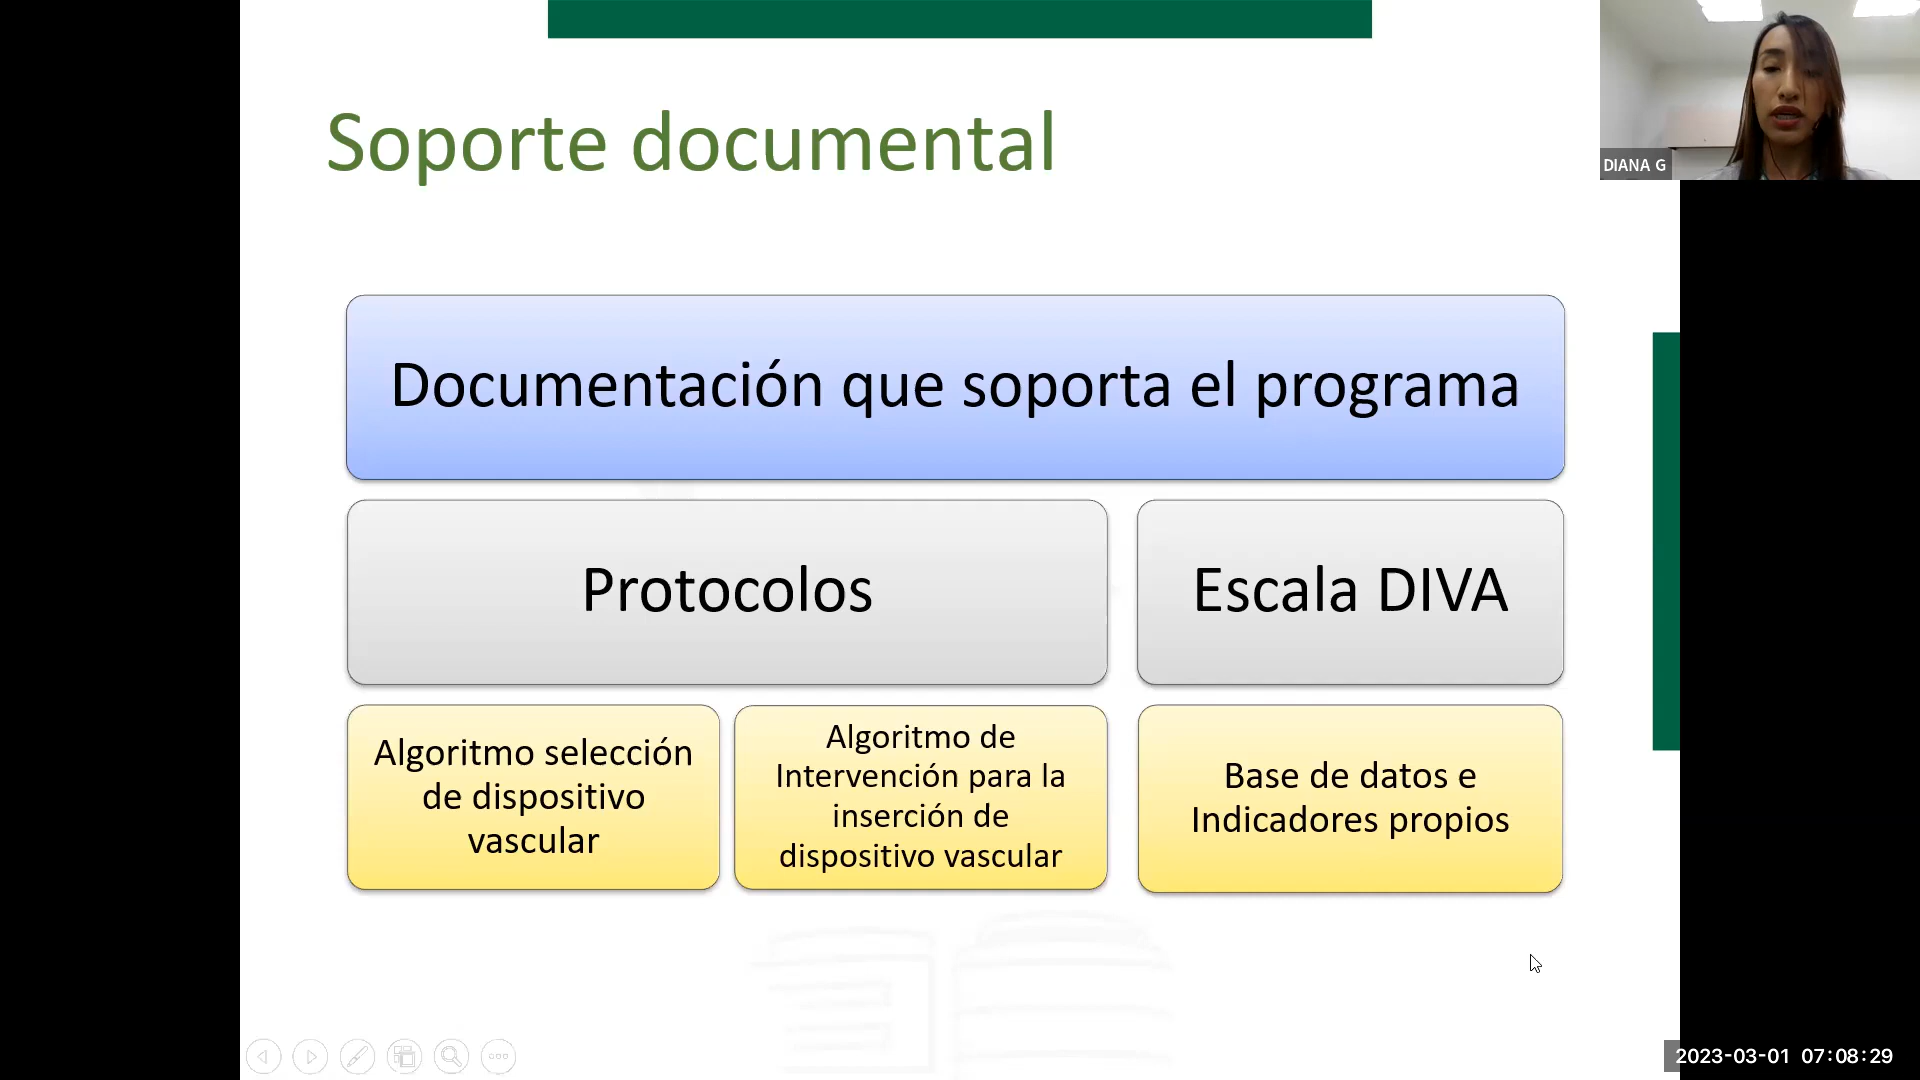 Soporte documental
DIANA G
Documentación que soporta el programa
Protocolos
Escala DIVA
Algoritmo selección
de dispositivo
vascular
Algoritmo de
Intervención para la
inserción de
dispositivo vascular
Base de datos e
Indicadores propios
2023-03-01 07:08:29